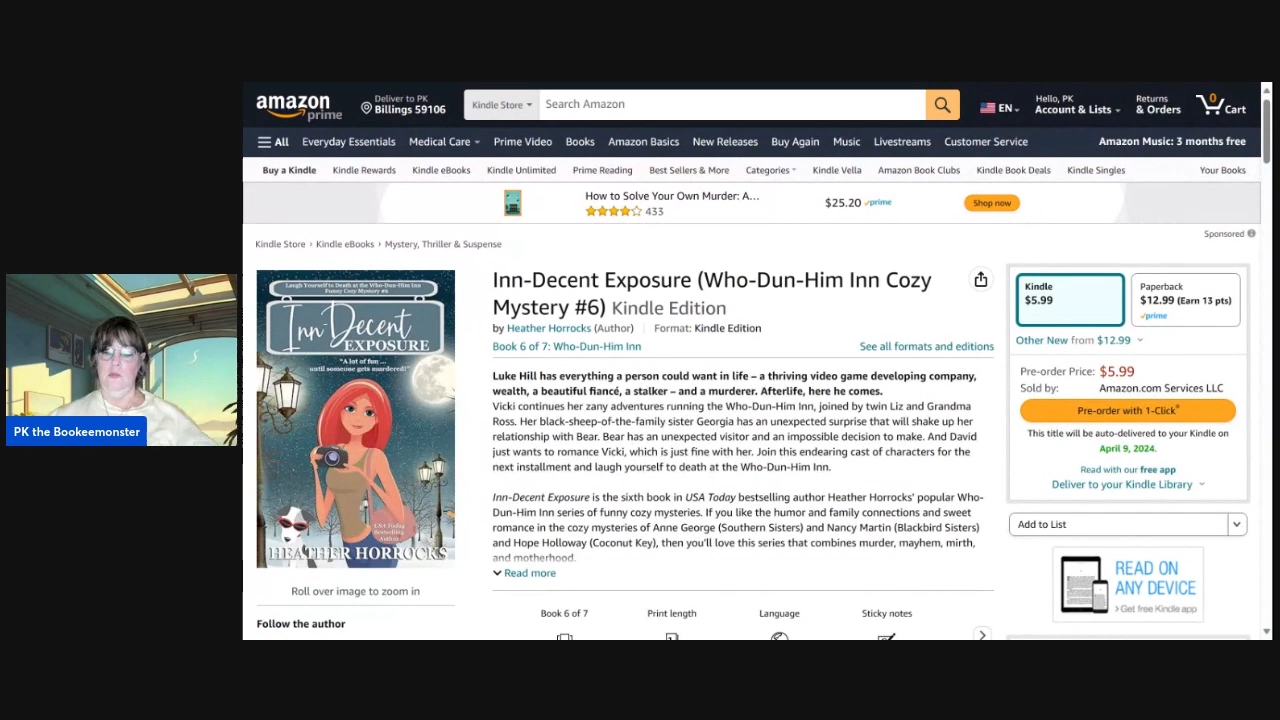 amazon
prime
Deliver to PK
Billings 59106
Kindle Store
Search Amazon
EN
Hello, PK
Account & Lists
Returns
& Orders
0
Cart
All
Everyday Essentials
Medical Care
Prime Video
Books
Amazon Basics
New Releases
Buy Again
Music
Livestreams
Customer Service
Amazon Music: 3 months free
Buy a Kindle
Kindle Rewards
Kindle eBooks
Kindle Unlimited
Prime Reading
Best Sellers & More
Categories
Kindle Vella
Amazon Book Clubs
Kindle Book Deals
Kindle Singles
Your Books
How to Solve Your Own Murder: A...
433
$25.20 prime
Shop now
Sponsored
Kindle Store › Kindle eBooks › Mystery, Thriller & Suspense
Laugh Yourself to Death at the Who-Dun-Him Inn
Funny Cozy Mystery #6
Inn Decent
EXPOSURE
"A lot of fun ...
until someone gets murdered!"
USA Today
Bestselling
Author
HEATHER HORROCKS
Roll over image to zoom in
Follow the author
Inn-Decent Exposure (Who-Dun-Him Inn Cozy
Mystery #6) Kindle Edition
by Heather Horrocks (Author) Format: Kindle Edition
Book 6 of 7: Who-Dun-Him Inn
See all formats and editions
Luke Hill has everything a person could want in life – a thriving video game developing company,
wealth, a beautiful fiancé, a stalker – and a murderer. Afterlife, here he comes.
Vicki continues her zany adventures running the Who-Dun-Him Inn, joined by twin Liz and Grandma
Ross. Her black-sheep-of-the-family sister Georgia has an unexpected surprise that will shake up her
relationship with Bear. Bear has an unexpected visitor and an impossible decision to make. And David
just wants to romance Vicki, which is just fine with her. Join this endearing cast of characters for the
next installment and laugh yourself to death at the Who-Dun-Him Inn.
Inn-Decent Exposure is the sixth book in USA Today bestselling author Heather Horrocks' popular Who-
Dun-Him Inn series of funny cozy mysteries. If you like the humor and family connections and sweet
romance in the cozy mysteries of Anne George (Southern Sisters) and Nancy Martin (Blackbird Sisters)
and Hope Holloway (Coconut Key), then you'll love this series that combines murder, mayhem, mirth,
and motherhood.
Read more
Book 6 of 7
Print length
Language
Sticky notes
Kindle
$5.99
Paperback
$12.99 (Earn 13 pts)
prime
Other New from $12.99
Pre-order Price: $5.99
Sold by: Amazon.com Services LLC
Pre-order with 1-Click®
This title will be auto-delivered to your Kindle on
April 9, 2024.
Read with our free app
Deliver to your Kindle Library
Add to List
READ ON
ANY DEVICE
› Get free Kindle app
PK the Bookeemonster